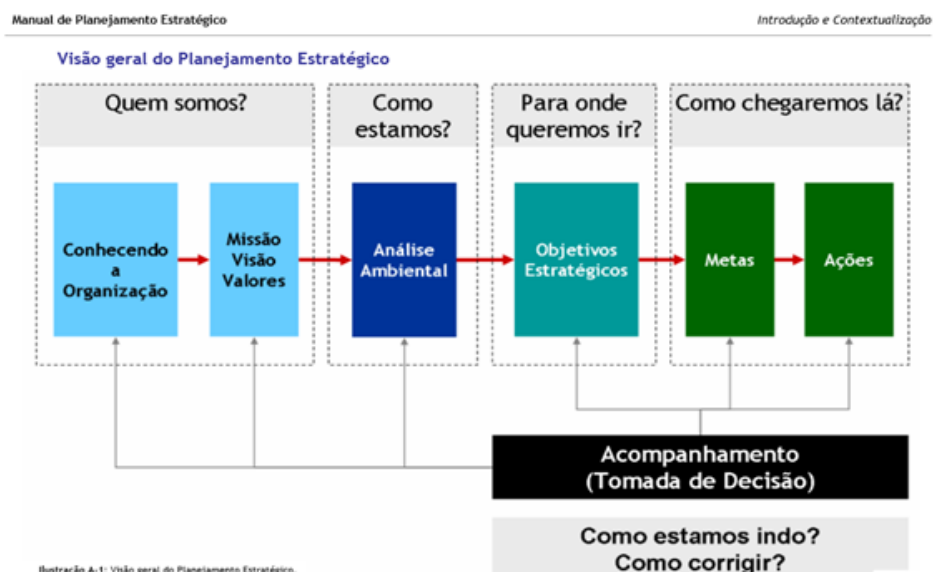 Manual de Planejamento Estratégico
Introdução e Contextualização
Visão geral do Planejamento Estratégico
Quem somos?
Como
estamos?
Para onde
queremos ir?
Como chegaremos lá?
Conhecendo
a
Organização
Missão
Visão
Valores
Análise
Ambiental
Objetivos
Estratégicos
Metas
Ações
Acompanhamento
(Tomada de Decisão)
Como estamos indo?
Como corrigir?
Ilustração A-1: Visão geral do Planejamento Estratégico.